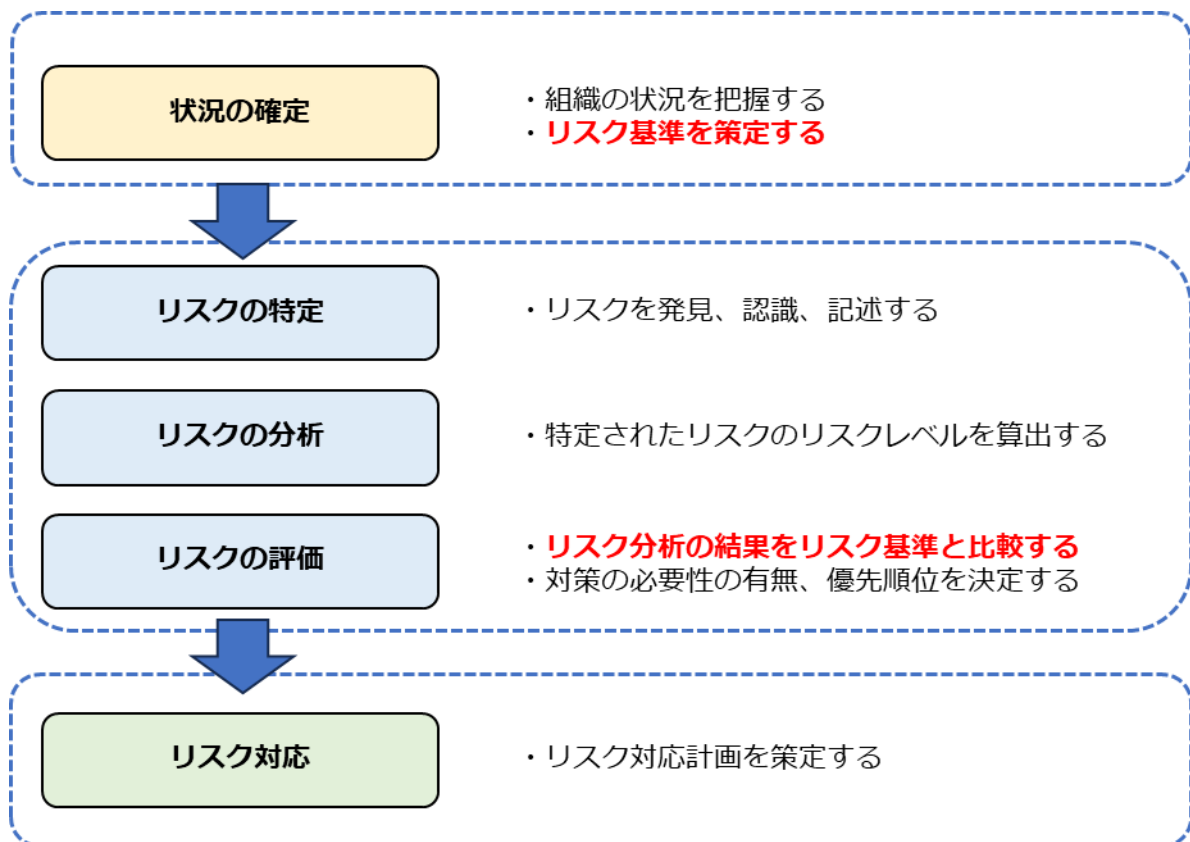 状況の確定
・組織の状況を把握する
・リスク基準を策定する
リスクの特定
・リスクを発見、認識、記述する
リスクの分析
・特定されたリスクのリスクレベルを算出する
リスクの評価
・リスク分析の結果をリスク基準と比較する
・対策の必要性の有無、優先順位を決定する
リスク対応
・リスク対応計画を策定する